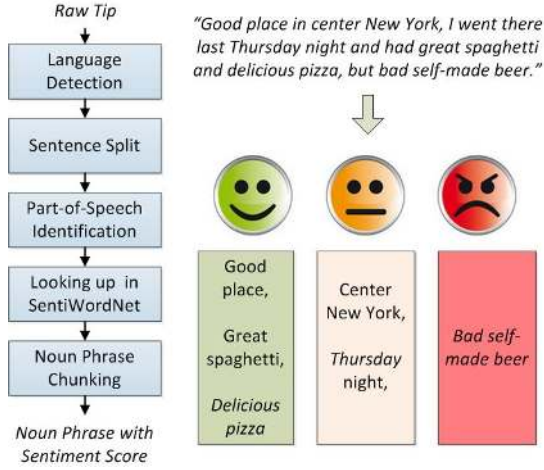 Raw Tip
Language
Detection
Sentence Split
Part-of-Speech
Identification
Looking up in
SentiWordNet
Noun Phrase
Chunking
Noun Phrase with
Sentiment Score
“Good place in center New York, I went there
last Thursday night and had great spaghetti
and delicious pizza, but bad self-made beer.”
Good
place,
Great
spaghetti,
Delicious
pizza
Center
New York,
Thursday
night,
Bad self-
made beer